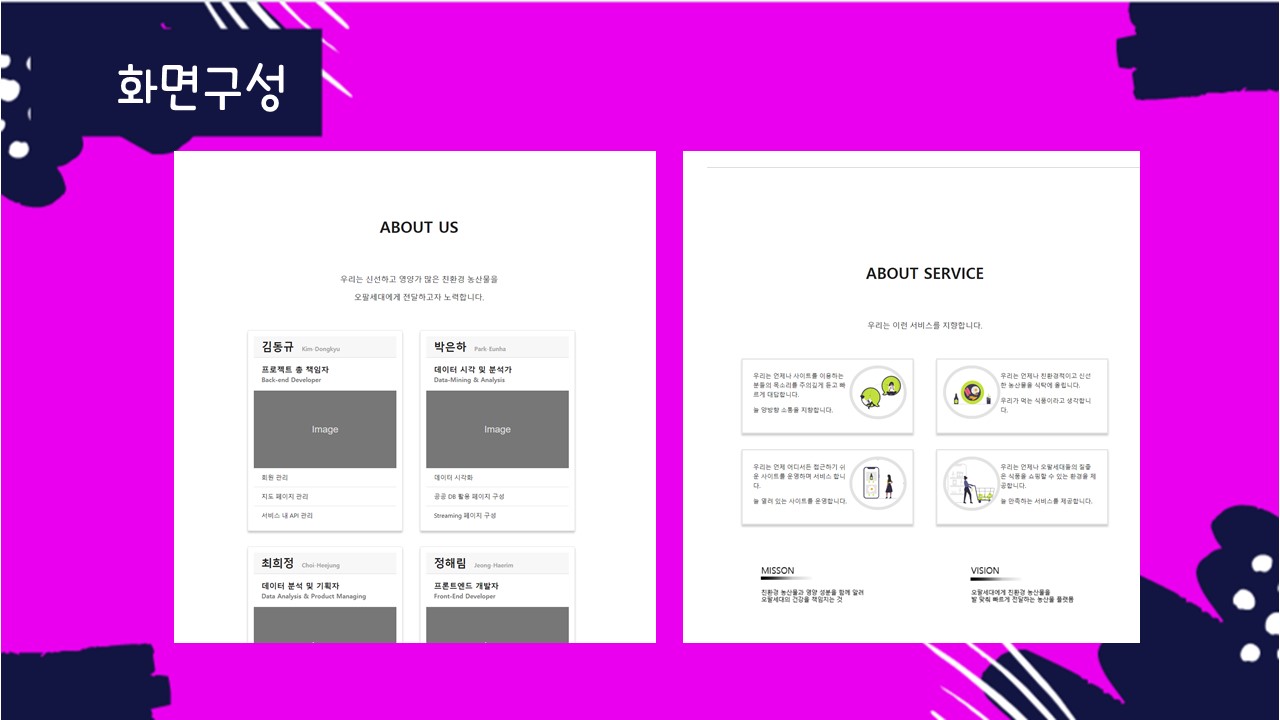 화면구성
ABOUT US
우리는 신선하고 영양가 많은 친환경 농산물을
오팔세대에게 전달하고자 노력합니다.
김동규 Kim-Dongkyu
프로젝트 총 책임자
Back-end Developer
Image
회원 관리
지도 페이지 관리
서비스 내 API 관리
박은하 Park-Eunha
데이터 시각 및 분석가
Data-Mining & Analysis
Image
데이터 시각화
공공 DB 활용 페이지 구성
Streaming 페이지 구성
최희정 Choi-Heejung
데이터 분석 및 기획자
Data Analysis & Product Managing
정해림 Jeong-Haerim
프론트엔드 개발자
Front-End Developer
ABOUT SERVICE
우리는 이런 서비스를 지향합니다.
우리는 언제나 사이트를 이용하는
분들의 목소리를 주의깊게 듣고 빠
르게 대답합니다.
늘 양방향 소통을 지향합니다.
우리는 언제나 친환경적이고 신선
한 농산물을 식탁에 올립니다.
우리가 먹는 식품이라고 생각합니
다.
우리는 언제 어디서든 접근하기 쉬
운 사이트를 운영하며 서비스 합니
다.
늘 열려 있는 사이트를 운영합니다.
우리는 언제나 오팔세대들의 질좋
은 식품을 쇼핑할 수 있는 환경을 제
공합니다.
늘 만족하는 서비스를 제공합니다.
MISSON
친환경 농산물과 영양 성분을 함께 알려
오팔세대의 건강을 책임지는 것
VISION
오팔세대에게 친환경 농산물을
발 맞춰 빠르게 전달하는 농산물 플랫폼